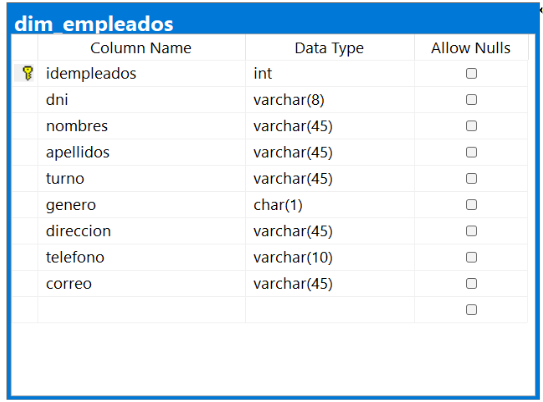 dim_empleados
Column Name Data Type Allow Nulls
idempleados int
dni varchar(8)
nombres varchar(45)
apellidos varchar(45)
turno varchar(45)
genero char(1)
direccion varchar(45)
telefono varchar(10)
correo varchar(45)